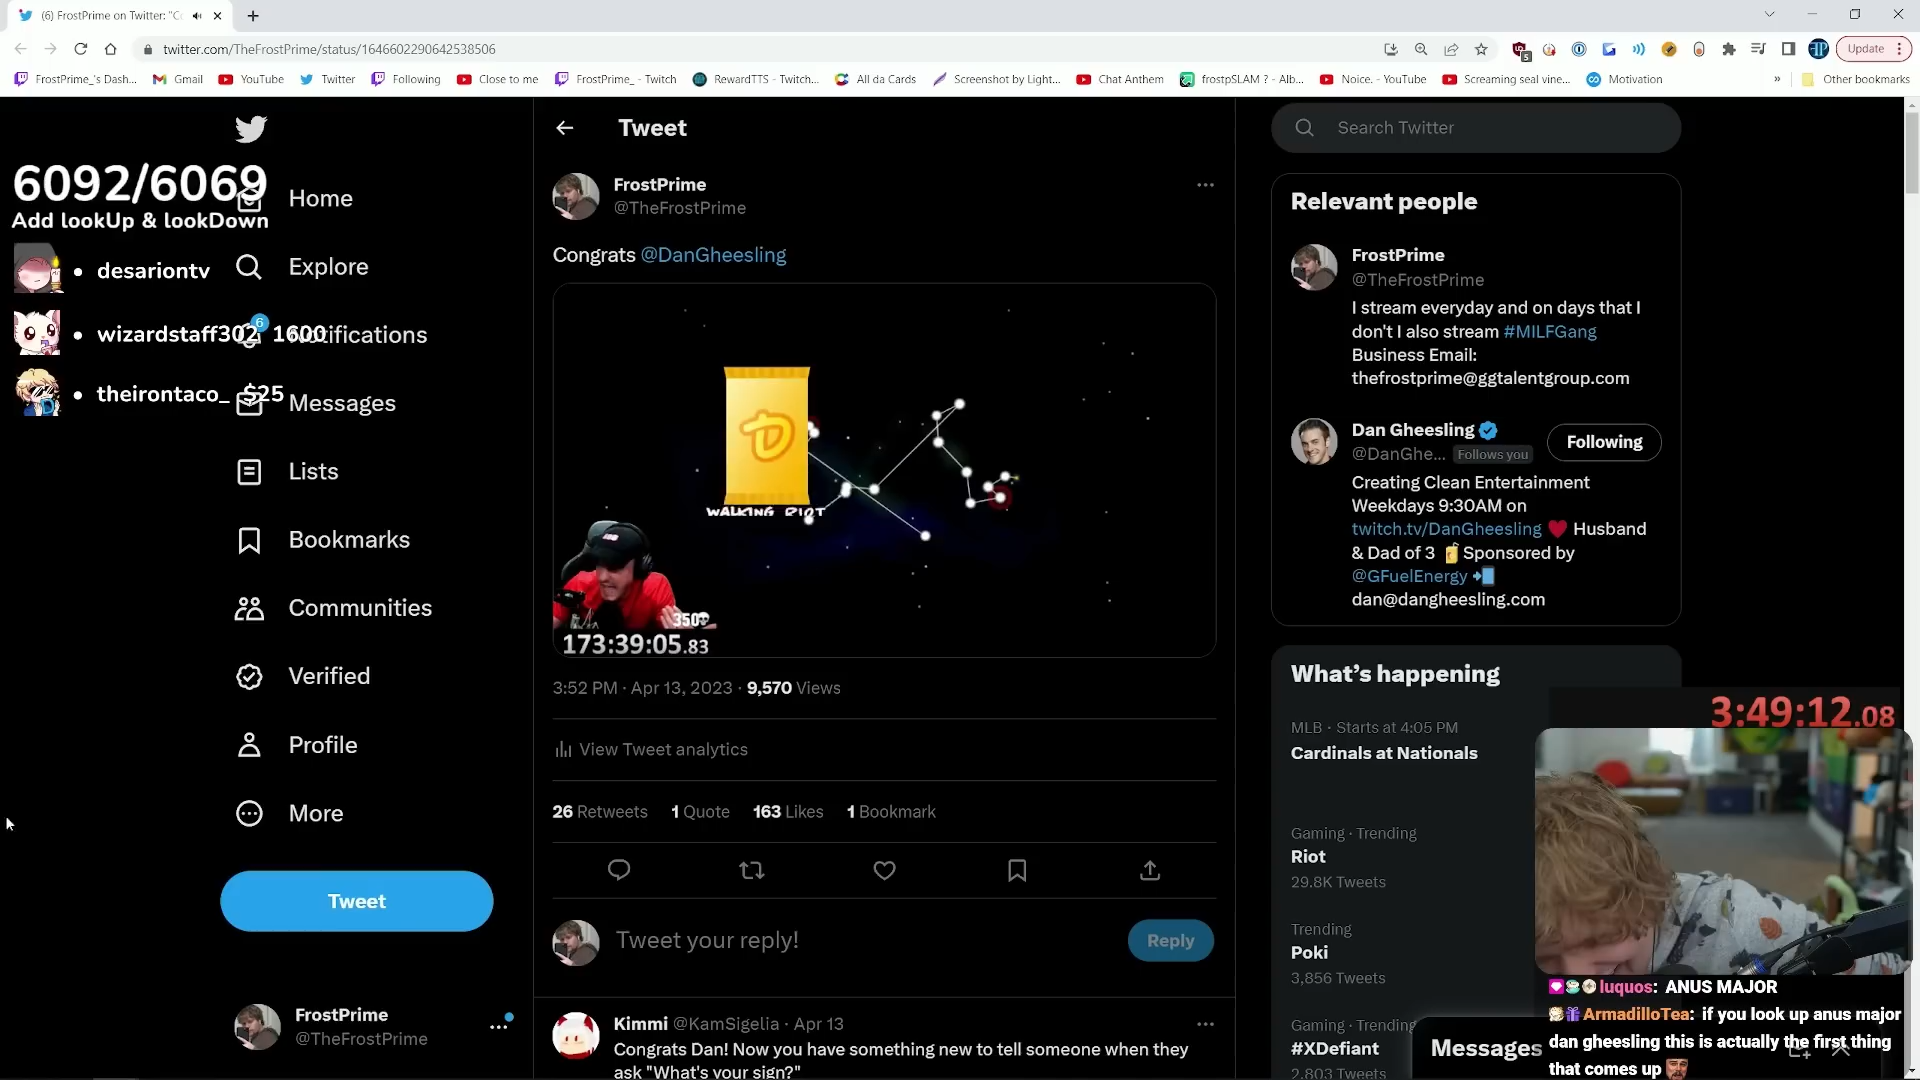 (6) FrostPrime on Twitter: "C
twitter.com/TheFrostPrime/status/1646602290642538506
Update
FrostPrime_'s Dash...
Gmail
YouTube
Twitter
Following
Close to me
FrostPrime_ - Twitch
RewardTTS - Twitch...
All da Cards
Screenshot by Light...
Chat Anthem
frostpSLAM ? - Alb...
Noice. - YouTube
Screaming seal vine...
Motivation
»
Other bookmarks
6092/6069
Add lookUp & lookDown
desariontv
wizardstaff302 1600
theirontaco_ $25
Home
Explore
6
Notifications
Messages
Lists
Bookmarks
Communities
Verified
Profile
More
Tweet
FrostPrime
@TheFrostPrime
Tweet
FrostPrime
@TheFrostPrime
Congrats @DanGheesling
D
WALKING RIOT
350
173:39:05.83
3:52 PM · Apr 13, 2023 · 9,570 Views
View Tweet analytics
26 Retweets 1 Quote 163 Likes 1 Bookmark
Tweet your reply!
Reply
Kimmi @KamSigelia · Apr 13
Congrats Dan! Now you have something new to tell someone when they
ask "What's your sign?"
Search Twitter
Relevant people
FrostPrime
@TheFrostPrime
I stream everyday and on days that I
don't I also stream #MILFGang
Business Email:
thefrostprime@ggtalentgroup.com
Dan Gheesling
@DanGhe... Follows you
Following
Creating Clean Entertainment
Weekdays 9:30AM on
twitch.tv/DanGheesling Husband
& Dad of 3 Sponsored by
@GFuelEnergy
dan@dangheesling.com
What's happening
MLB · Starts at 4:05 PM
Cardinals at Nationals
Gaming · Trending
Riot
29.8K Tweets
Trending
Poki
3,856 Tweets
Gaming · Trending
#XDefiant
2,803 Tweets
Messages
3:49:12.08
luquos: ANUS MAJOR
ArmadilloTea: if you look up anus major
dan gheesling this is actually the first thing
that comes up